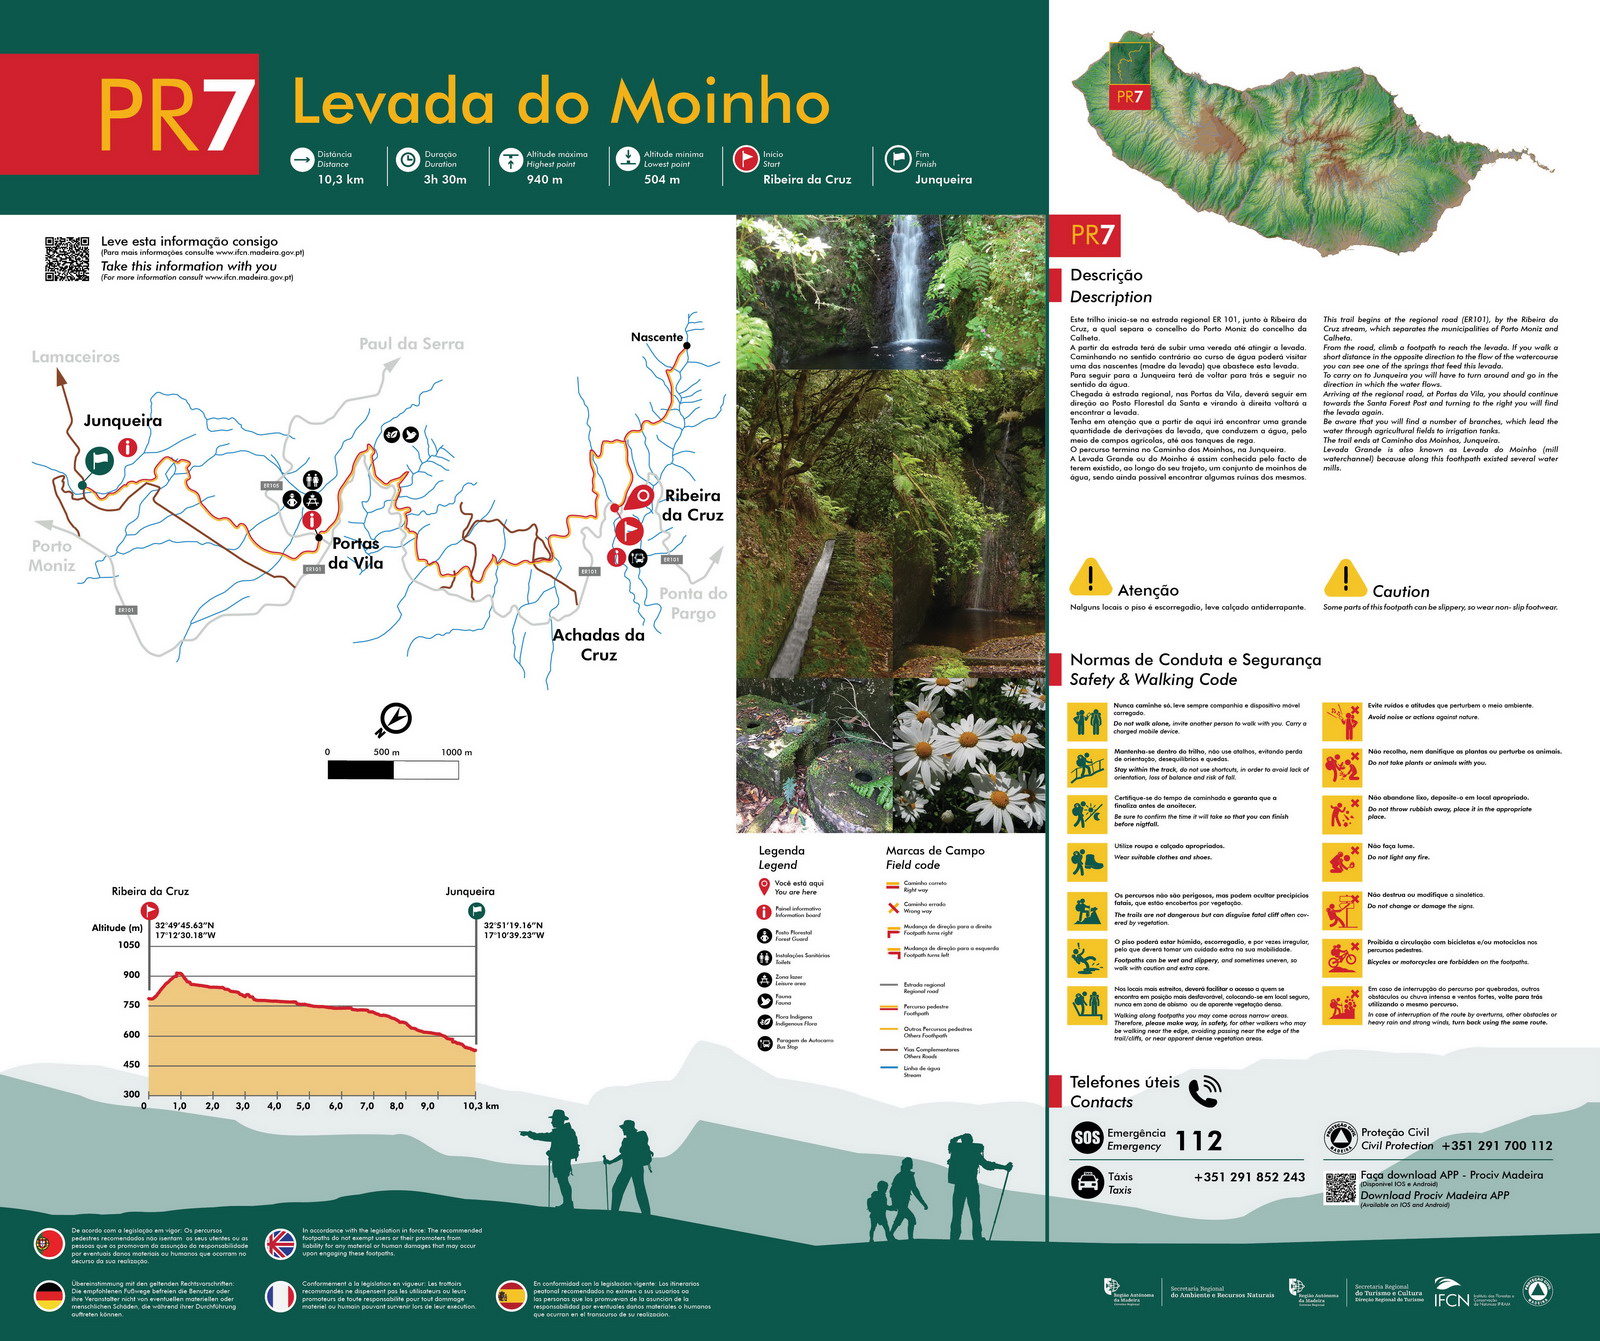 PR7
Levada do Moinho
Distância
Distance
10,3 km
Duração
Duration
3h 30m
Altitude máxima
Highest point
940 m
Altitude mínima
Lowest point
504 m
Início
Start
Ribeira da Cruz
Fim
Finish
Junqueira
PR7
Leve esta informação consigo
(Para mais informações consulte www.ifcn.madeira.gov.pt)
Take this information with you
(For more information consult www.ifcn.madeira.gov.pt)
Lamaceiros
Paul da Serra
Nascente
Junqueira
ER105
Ribeira
da Cruz
Porto
Moniz
Portas
da Vila
ER101
ER101
ER101
ER101
Ponta do
Pargo
Achadas da
Cruz
N
0 500 m 1000 m
Ribeira da Cruz
Junqueira
32°49'45.63"N
17°12'30.18"W
32°51'19.16"N
17°10'39.23"W
Altitude (m)
1050
900
750
600
450
300
0 1,0 2,0 3,0 4,0 5,0 6,0 7,0 8,0 9,0 10,3 km
Legenda
Legend
Você está aqui
You are here
Painel informativo
Information board
Posto Florestal
Forest Guard
Instalações Sanitárias
Toilets
Zona lazer
Leisure area
Fauna
Fauna
Flora Indígena
Indigenous Flora
Paragem de Autocarro
Bus Stop
Marcas de Campo
Field code
Caminho correto
Right way
Caminho errado
Wrong way
Mudança de direção para a direita
Footpath turns right
Mudança de direção para a esquerda
Footpath turns left
Estrada regional
Regional road
Percurso pedestre
Footpath
Outros Percursos pedestres
Others Footpath
Vias Complementares
Others Roads
Linha de água
Stream
PR7
Descrição
Description
Este trilho inicia-se na estrada regional ER 101, junto à Ribeira da
Cruz, a qual separa o concelho do Porto Moniz do concelho da
Calheta.
A partir da estrada terá de subir uma vereda até atingir a levada.
Caminhando no sentido contrário ao curso de água poderá visitar
uma das nascentes (madre da levada) que abastece esta levada.
Para seguir para a Junqueira terá de voltar para trás e seguir no
sentido da água.
Chegado à estrada regional, nas Portas da Vila, deverá seguir em
direção ao Posto Florestal da Santa e virando à direita voltará a
encontrar a levada.
Tenha em atenção que a partir de aqui irá encontrar uma grande
quantidade de derivações da levada, que conduzem a água, pelo
meio de campos agrícolas, até aos tanques de rega.
O percurso termina no Caminho dos Moinhos, na Junqueira.
A Levada Grande ou do Moinho é assim conhecida pelo facto de
terem existido, ao longo do seu trajeto, um conjunto de moinhos de
água, sendo ainda possível encontrar algumas ruínas dos mesmos.
This trail begins at the regional road (ER101), by the Ribeira da
Cruz stream, which separates the municipalities of Porto Moniz and
Calheta.
From the road, climb a footpath to reach the levada. If you walk a
short distance in the opposite direction to the flow of the watercourse
you can see one of the springs that feed this levada.
To carry on to Junqueira you will have to turn around and go in the
direction in which the water flows.
Arriving at the regional road, at Portas da Vila, you should continue
towards the Santa Forest Post and turning to the right you will find
the levada again.
Be aware that you will find a number of branches, which lead the
water through agricultural fields to irrigation tanks.
The trail ends at Caminho dos Moinhos, Junqueira.
Levada Grande is also known as Levada do Moinho (mill
waterchannel) because along this foothpath existed several water
mills.
Atenção
Nalguns locais o piso é escorregadio, leve calçado antiderrapante.
Caution
Some parts of this footpath can be slippery, so wear non- slip footwear.
Normas de Conduta e Segurança
Safety & Walking Code
Nunca caminhe só, leve sempre companhia e dispositivo móvel
carregado.
Do not walk alone, invite another person to walk with you. Carry a
charged mobile device.
Mantenha-se dentro do trilho, não use atalhos, evitando perda
de orientação, desequilíbrios e quedas.
Stay within the track, do not use shortcuts, in order to avoid lack of
orientation, loss of balance and risk of fall.
Certifique-se do tempo de caminhada e garanta que a
finaliza antes de anoitecer.
Be sure to confirm the time it will take so that you can finish
before nigtfall.
Utilize roupa e calçado apropriados.
Wear suitable clothes and shoes.
Os percursos não são perigosos, mas podem ocultar precipícios
fatais, que estão encobertos por vegetação.
The trails are not dangerous but can disguise fatal cliff often cov-
ered by vegetation.
O piso poderá estar húmido, escorregadio, e por vezes irregular,
pelo que deverá tomar um cuidado extra na sua mobilidade.
Footpaths can be wet and slippery, and sometimes uneven, so
walk with caution and extra care.
Nos locais mais estreitos, deverá facilitar o acesso a quem se
encontra em posição mais desfavorável, colocando-se em local seguro,
nunca em zona de abismo ou de aparente vegetação densa.
Walking along footpaths you may come across narrow areas.
Therefore, please make way, in safety, for other walkers who may
be walking near the edge, avoiding passing near the edge of the
trail/cliffs, or near apparent dense vegetation areas.
Evite ruídos e atitudes que perturbem o meio ambiente.
Avoid noise or actions against nature.
Não recolha, nem danifique as plantas ou perturbe os animais.
Do not take plants or animals with you.
Não abandone lixo, deposite-o em local apropriado.
Do not throw rubbish away, place it in the appropriate
place.
Não faça lume.
Do not light any fire.
Não destrua ou modifique a sinalética.
Do not change or damage the signs.
Proibida a circulação com bicicletas e/ou motociclos nos
percursos pedestres.
Bicycles or motorcycles are forbidden on the footpaths.
Em caso de interrupção do percurso por quebradas, outros
obstáculos ou chuva intensa e ventos fortes, volte para trás
utilizando o mesmo percurso.
In case of interruption of the route by overturns, other obstacles or
heavy rain and strong winds, turn back using the same route.
Telefones úteis
Contacts
SOS
Emergência
Emergency
112
Táxis
Taxis
+351 291 852 243
Proteção Civil
Civil Protection
+351 291 700 112
Faça download APP - Prociv Madeira
(Disponível IOS e Android)
Download Prociv Madeira APP
(Available on IOS and Android)
De acordo com a legislação em vigor: Os percursos
pedestres recomendados não isentam os seus utentes ou as
pessoas que os promovam da assunção da responsabilidade
por eventuais danos materiais ou humanos que ocorram no
decurso da sua realização.
In accordance with the legislation in force: The recommended
footpaths do not exempt users or their promoters from
liability for any material or human damages that may occur
upon engaging these footpaths.
Übereinstimmung mit den geltenden Rechtsvorschriften:
Die empfohlenen Fußwege befreien die Benutzer oder
ihre Veranstalter nicht von eventuellen materiellen oder
menschlichen Schäden, die während ihrer Durchführung
auftreten können.
Conformément à la législation en vigueur: Les trottoirs
recommandés ne dispensent pas les utilisateurs ou leurs
promoteurs de toute responsabilité pour tout dommage
matériel ou humain pouvant survenir lors de leur execution.
En conformidad con la legislación vigente: Los itinerarios
peatonal recomendados no eximen a sus usuarios oa
las personas que los promueven de la asunción de la
responsabilidad por eventuales daños materiales o humanos
que ocurran en el transcurso de su realización.
Região Autónoma
da Madeira
Governo Regional
Secretaria Regional
do Ambiente e Recursos Naturais
Região Autónoma
da Madeira
Governo Regional
Secretaria Regional
do Turismo e Cultura
Direção Regional do Turismo
IFCN
Instituto das Florestas e
Conservação
da Natureza IP-RAM